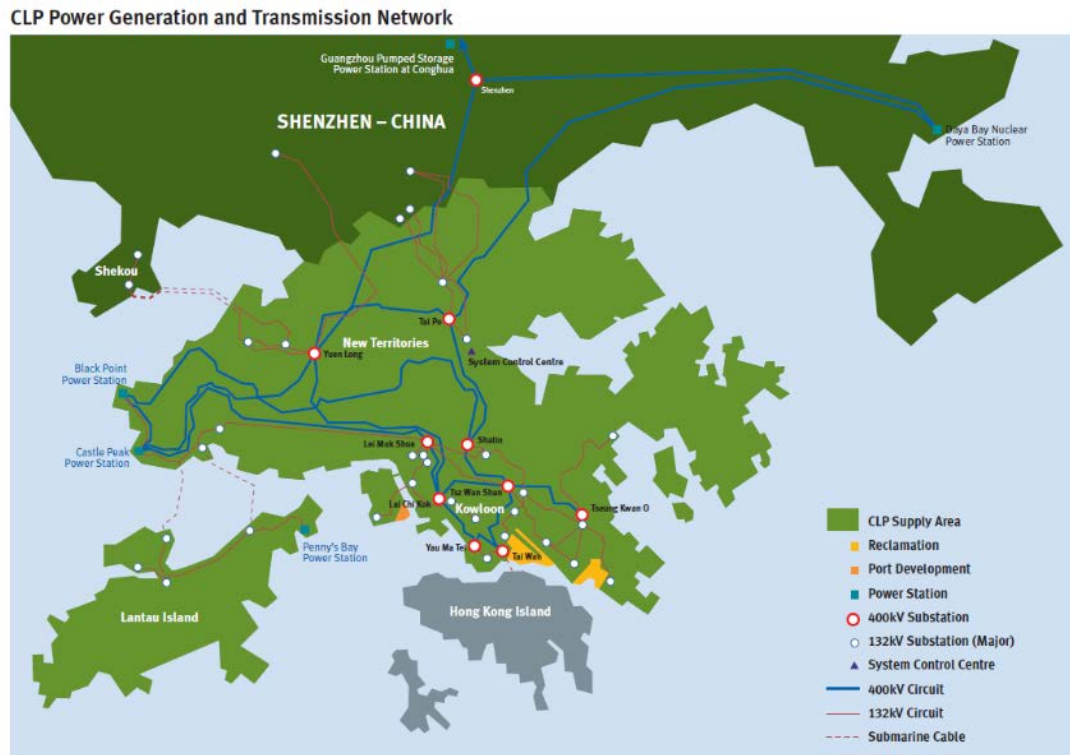 CLP Power Generation and Transmission Network
Guangzhou Pumped Storage
Power Station at Conghua
Shenzhen
SHENZHEN – CHINA
Daya Bay Nuclear
Power Station
Shekou
Tai Po
New Territories
Yuen Long
System Control Centre
Black Point
Power Station
Lei Muk Shue
Shatin
Castle Peak
Power Station
Tsz Wan Shan
Lai Chi Kok
Kowloon
Tseung Kwan O
Yau Ma Tei
Tai Wan
Penny's Bay
Power Station
Lantau Island
Hong Kong Island
CLP Supply Area
Reclamation
Port Development
Power Station
400kV Substation
132kV Substation (Major)
System Control Centre
400kV Circuit
132kV Circuit
Submarine Cable